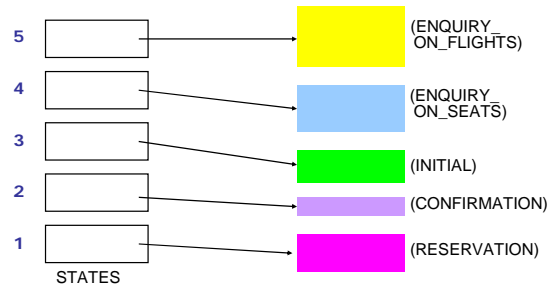 5
(ENQUIRY_
ON_FLIGHTS)
4
(ENQUIRY_
ON_SEATS)
3
(INITIAL)
2
(CONFIRMATION)
1
(RESERVATION)
STATES